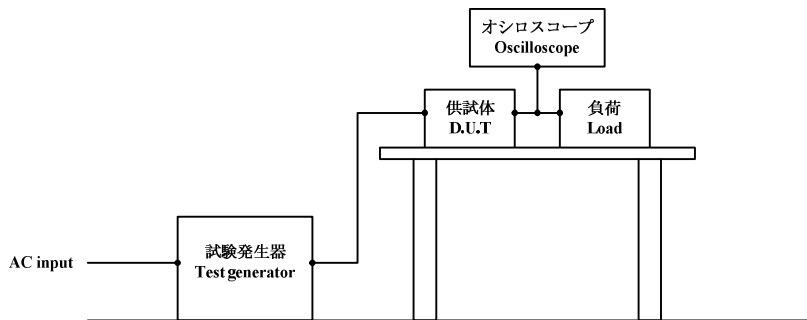 オシロスコープ
Oscilloscope
供試体
D.U.T
負荷
Load
AC input
試験発生器
Test generator